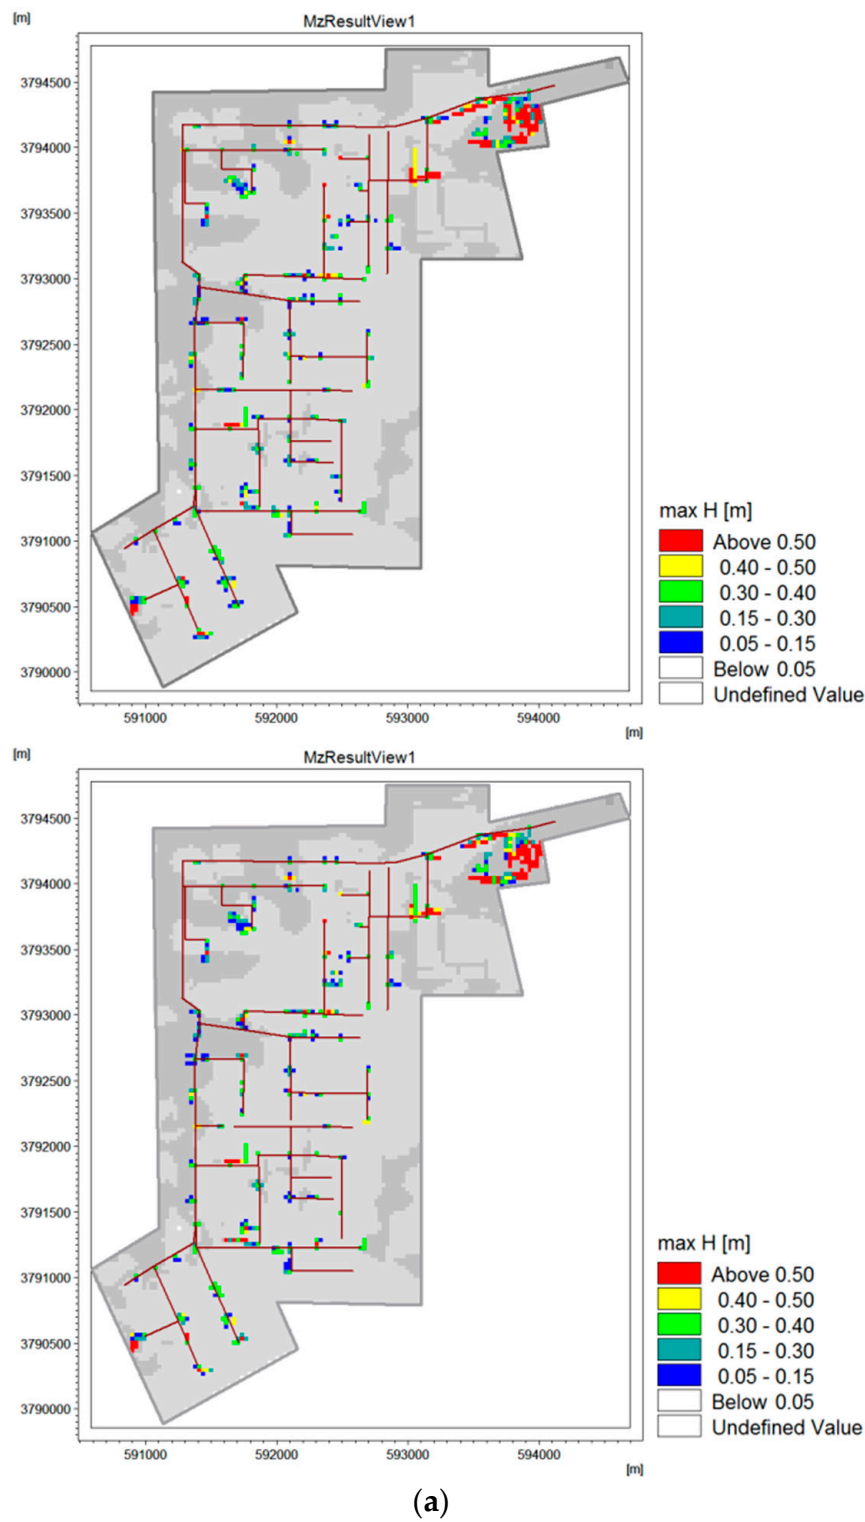 [m]
MzResultView1
3794500
3794000
3793500
3793000
3792500
3792000
3791500
3791000
3790500
3790000
591000 592000 593000 594000
[m]
max H [m]
Above 0.50
0.40 - 0.50
0.30 - 0.40
0.15 - 0.30
0.05 - 0.15
Below 0.05
Undefined Value
[m]
MzResultView1
3794500
3794000
3793500
3793000
3792500
3792000
3791500
3791000
3790500
3790000
591000 592000 593000 594000
[m]
max H [m]
Above 0.50
0.40 - 0.50
0.30 - 0.40
0.15 - 0.30
0.05 - 0.15
Below 0.05
Undefined Value
(a)